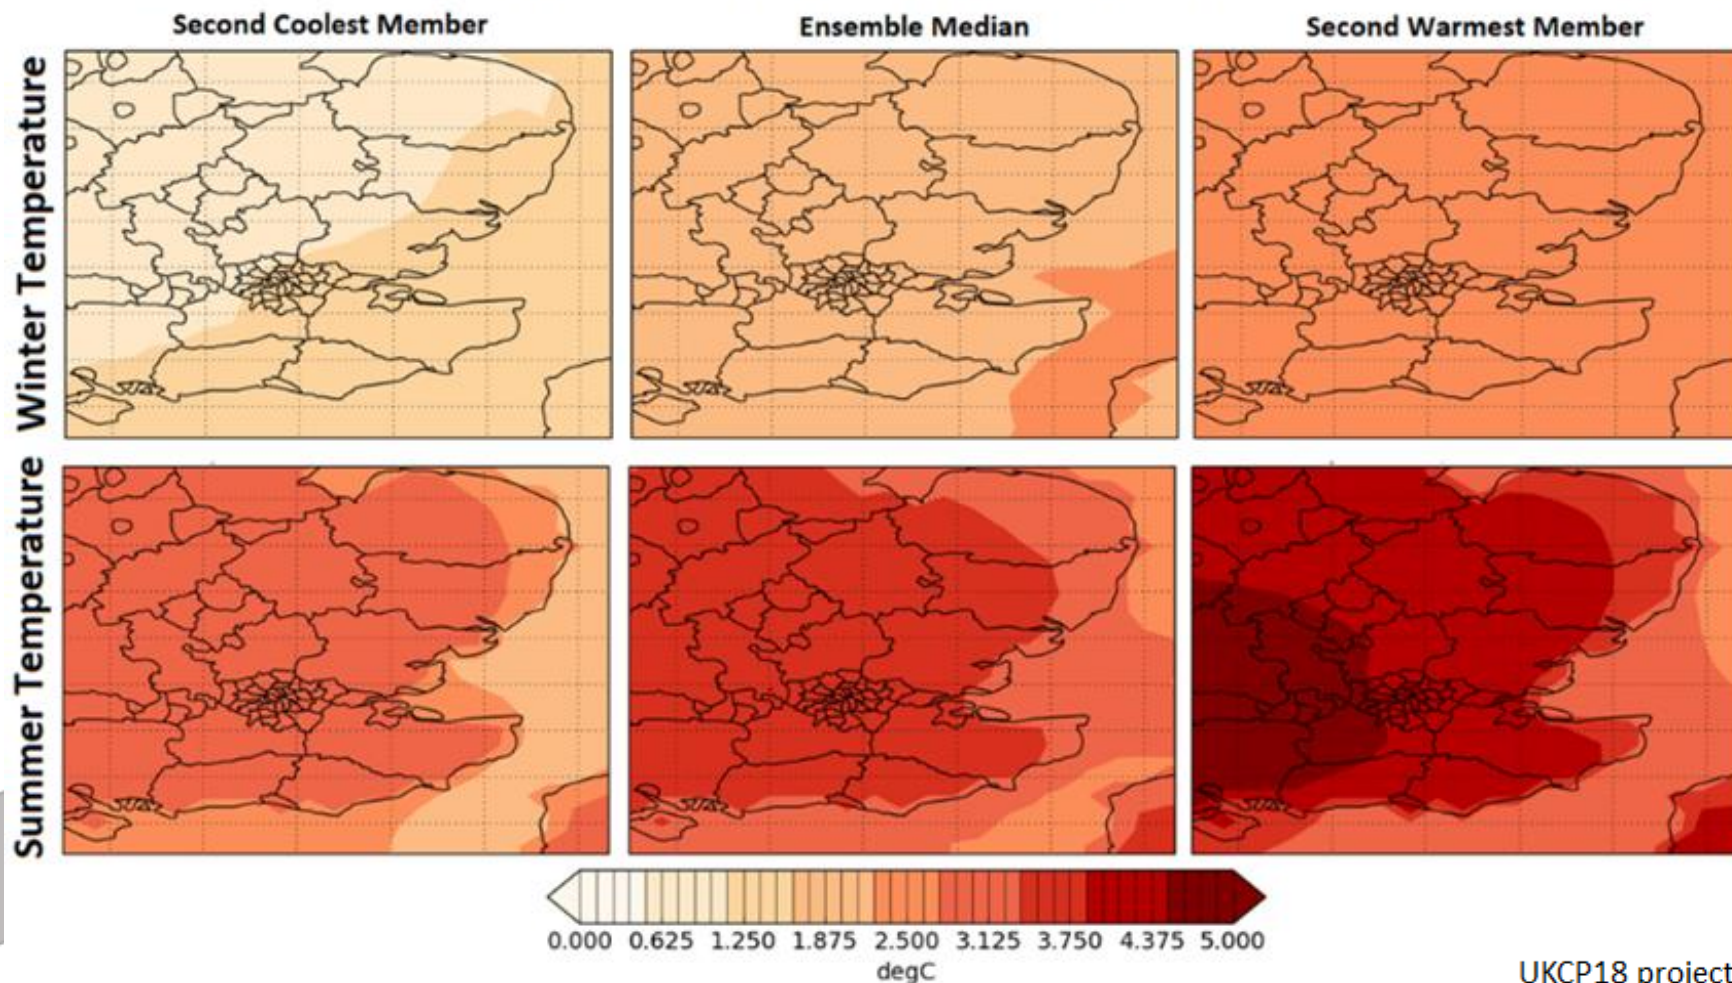 Second Coolest Member
Ensemble Median
Second Warmest Member
Winter Temperature
Summer Temperature
0.000 0.625 1.250 1.875 2.500 3.125 3.750 4.375 5.000
degC
UKCP18 project